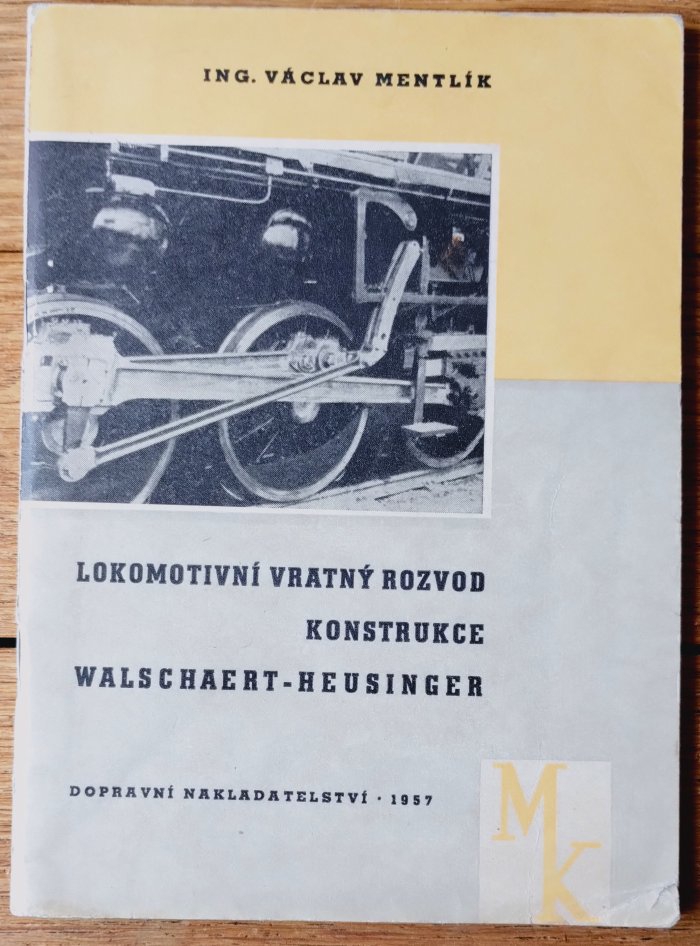 ING. VÁCLAV MENTLÍK
LOKOMOTIVNÍ VRATNÝ ROZVOD
KONSTRUKCE
WALSCHAERT-HEUSINGER
DOPRAVNÍ NAKLADATELSTVÍ · 1957
MK